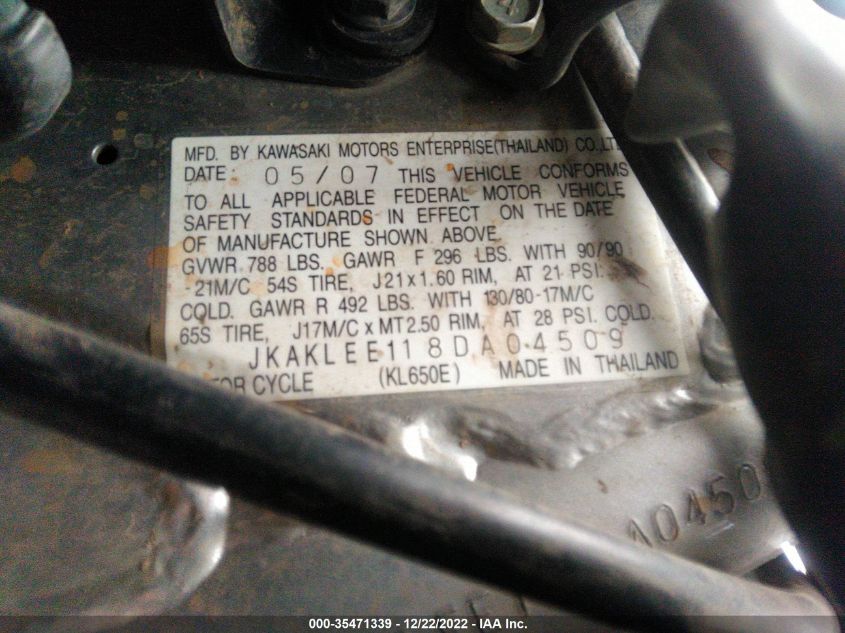 MFD. BY KAWASAKI MOTORS ENTERPRISE(THAILAND) CO.,LT
DATE: 05/07 THIS VEHICLE CONFORMS
TO ALL APPLICABLE FEDERAL MOTOR VEHICLE
SAFETY STANDARDS IN EFFECT ON THE DATE
OF MANUFACTURE SHOWN ABOVE
GVWR 788 LBS. GAWR F 296 LBS. WITH 90/90
-21M/C 54S TIRE, J21x1.60 RIM, AT 21 PSI.
COLD. GAWR R 492 LBS. WITH 130/80-17M/C
65S TIRE, J17M/C x MT2.50 RIM, AT 28 PSI. COLD.
JKAKLEE118DA04509
CYCLE (KL650E) MADE IN THAILAND
A0450
000-35471339 - 12/22/2022 - IAA Inc.